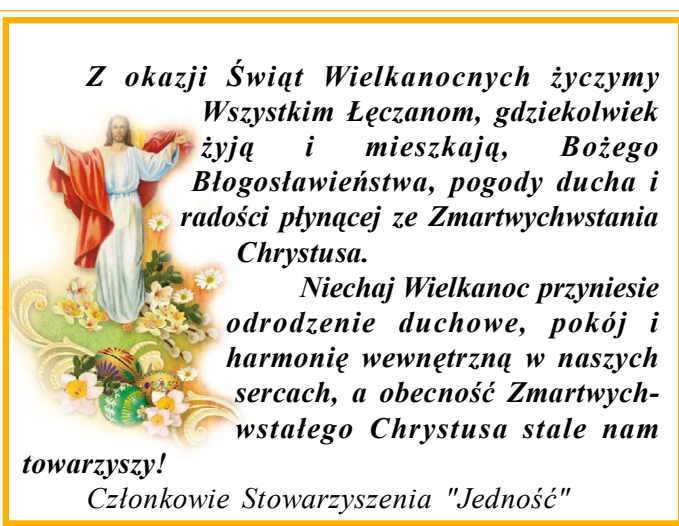 Z okazji Świąt Wielkanocnych życzymy
Wszystkim Łęczanom, gdziekolwiek
żyją i mieszkają, Bożego
Błogosławieństwa, pogody ducha i
radości płynącej ze Zmartwychwstania
Chrystusa.
Niechaj Wielkanoc przyniesie
odrodzenie duchowe, pokój i
harmonię wewnętrzną w naszych
sercach, a obecność Zmartwych-
wstałego Chrystusa stale nam
towarzyszy!
Członkowie Stowarzyszenia "Jedność"